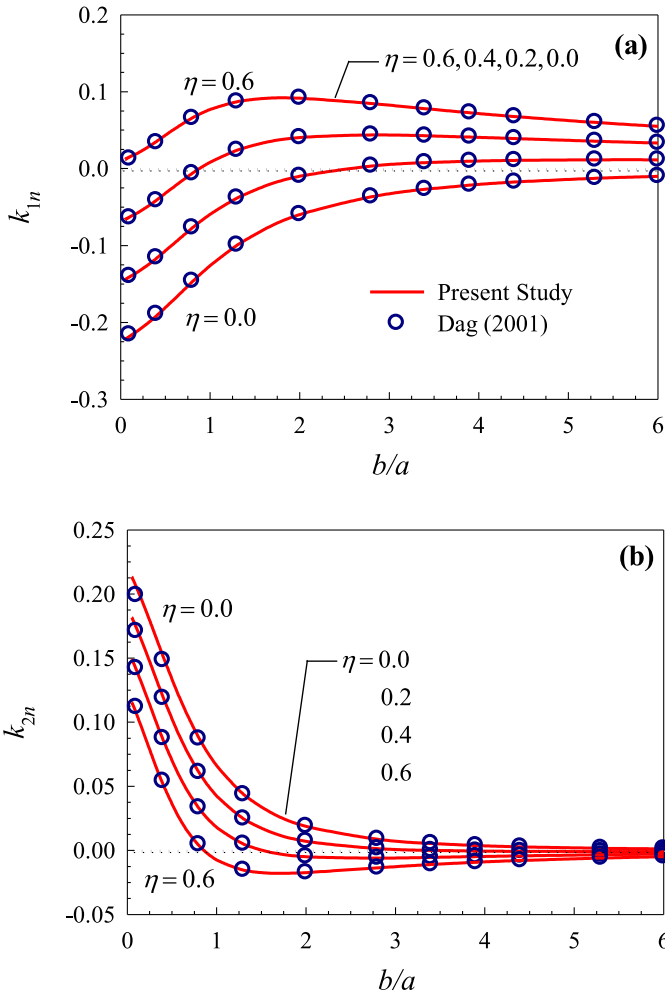 0.2
(a)
η = 0.6, 0.4, 0.2, 0.0
η = 0.6
0.1
0.0
k1n
-0.1
Present Study
η = 0.0
Dag (2001)
-0.2
-0.3
0 1 2 3 4 5 6
b/a
0.25
(b)
0.20
η = 0.0
0.15
η = 0.0
0.2
0.10
k2n
0.4
0.05
0.6
0.00
η = 0.6
-0.05
0 1 2 3 4 5 6
b/a